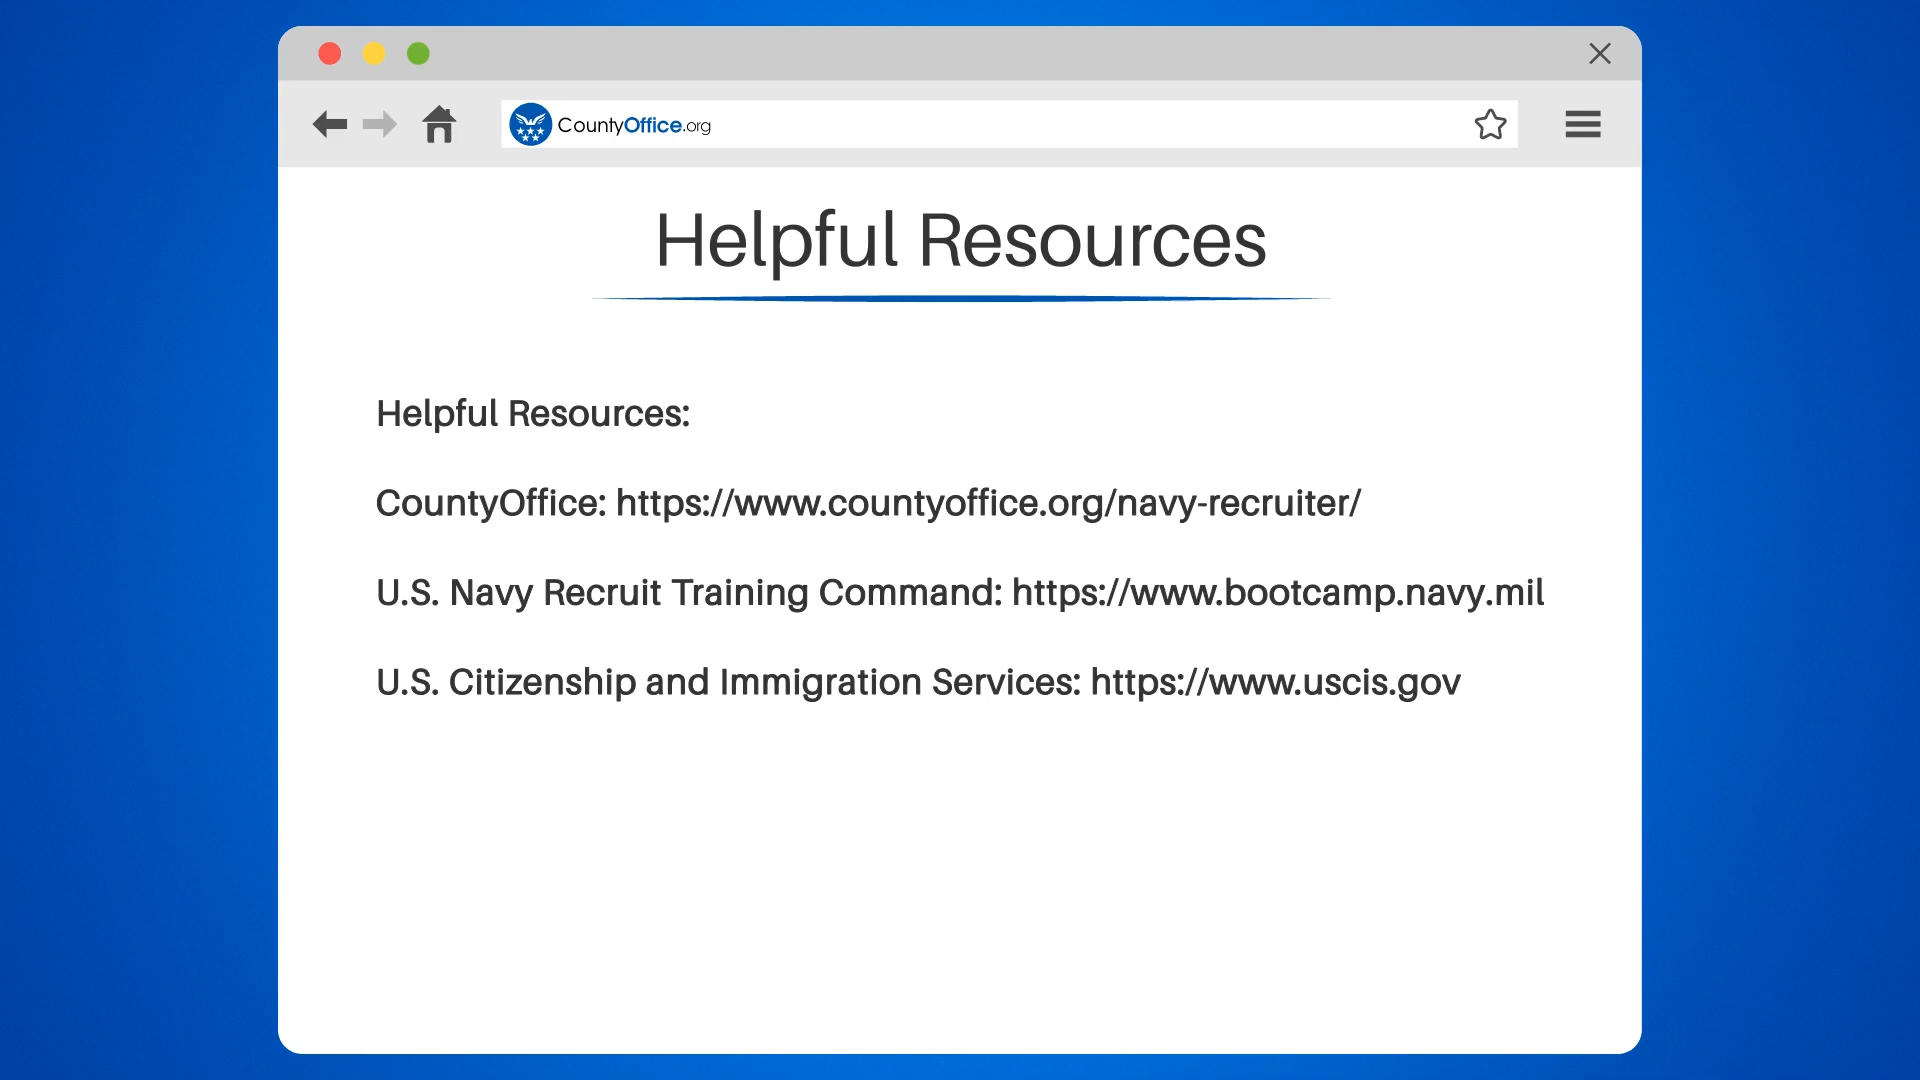 CountyOffice.org
Helpful Resources
Helpful Resources:
CountyOffice: https://www.countyoffice.org/navy-recruiter/
U.S. Navy Recruit Training Command: https://www.bootcamp.navy.mil
U.S. Citizenship and Immigration Services: https://www.uscis.gov